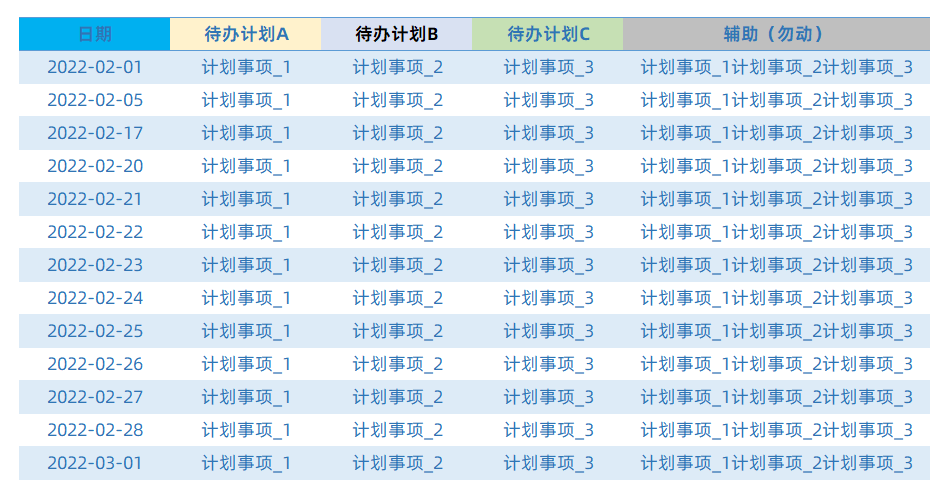 日期 待办计划A 待办计划B 待办计划C 辅助（勿动）
2022-02-01 计划事项_1 计划事项_2 计划事项_3 计划事项_1计划事项_2计划事项_3
2022-02-05 计划事项_1 计划事项_2 计划事项_3 计划事项_1计划事项_2计划事项_3
2022-02-17 计划事项_1 计划事项_2 计划事项_3 计划事项_1计划事项_2计划事项_3
2022-02-20 计划事项_1 计划事项_2 计划事项_3 计划事项_1计划事项_2计划事项_3
2022-02-21 计划事项_1 计划事项_2 计划事项_3 计划事项_1计划事项_2计划事项_3
2022-02-22 计划事项_1 计划事项_2 计划事项_3 计划事项_1计划事项_2计划事项_3
2022-02-23 计划事项_1 计划事项_2 计划事项_3 计划事项_1计划事项_2计划事项_3
2022-02-24 计划事项_1 计划事项_2 计划事项_3 计划事项_1计划事项_2计划事项_3
2022-02-25 计划事项_1 计划事项_2 计划事项_3 计划事项_1计划事项_2计划事项_3
2022-02-26 计划事项_1 计划事项_2 计划事项_3 计划事项_1计划事项_2计划事项_3
2022-02-27 计划事项_1 计划事项_2 计划事项_3 计划事项_1计划事项_2计划事项_3
2022-02-28 计划事项_1 计划事项_2 计划事项_3 计划事项_1计划事项_2计划事项_3
2022-03-01 计划事项_1 计划事项_2 计划事项_3 计划事项_1计划事项_2计划事项_3